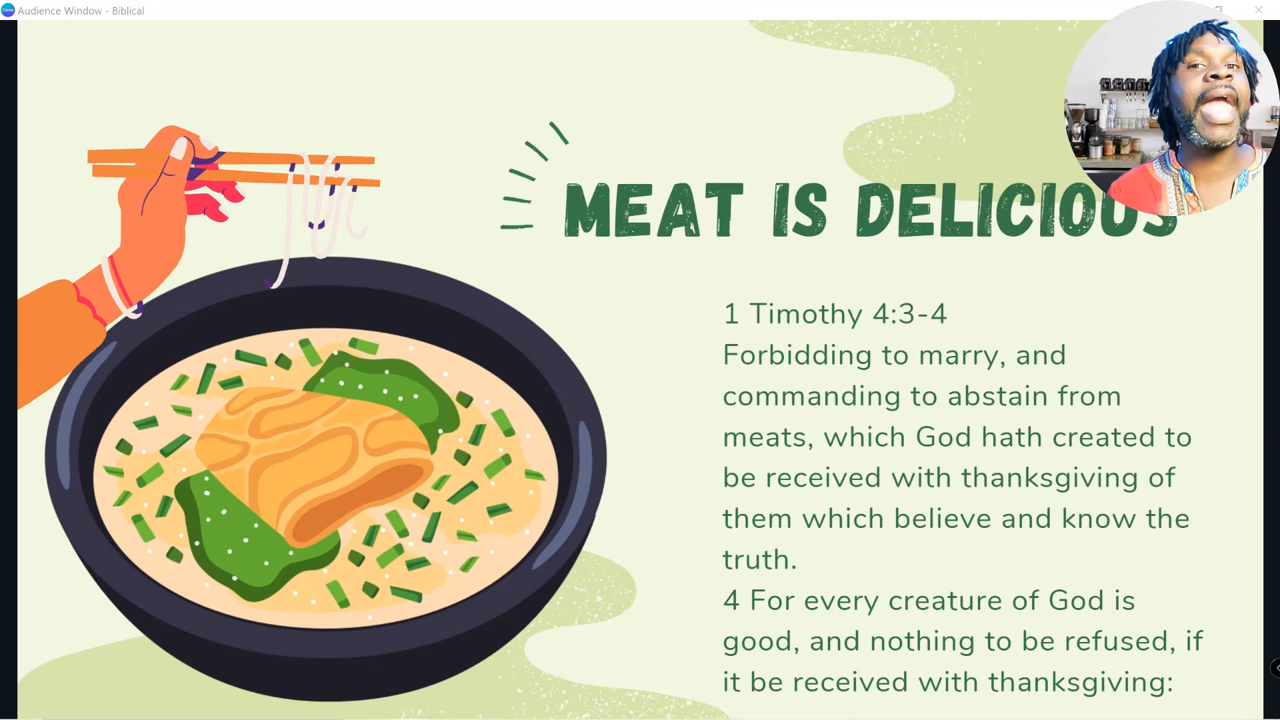 Audience Window - Biblical
MEAT IS DELICIOUS
1 Timothy 4:3-4
Forbidding to marry, and
commanding to abstain from
meats, which God hath created to
be received with thanksgiving of
them which believe and know the
truth.
4 For every creature of God is
good, and nothing to be refused, if
it be received with thanksgiving: